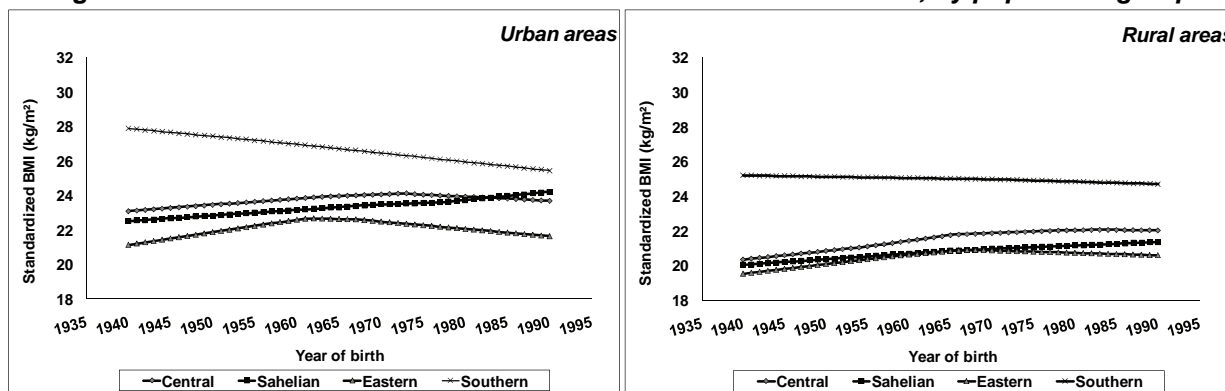 Urban areas
Standardized BMI (kg/m²)
32
30
28
26
24
22
20
18
1935 1940 1945 1950 1955 1960 1965 1970 1975 1980 1985 1990 1995
Year of birth
Central Sahelian Eastern Southern
Rural areas
Standardized BMI (kg/m²)
32
30
28
26
24
22
20
18
1935 1940 1945 1950 1955 1960 1965 1970 1975 1980 1985 1990 1995
Year of birth
Central Sahelian Eastern Southern